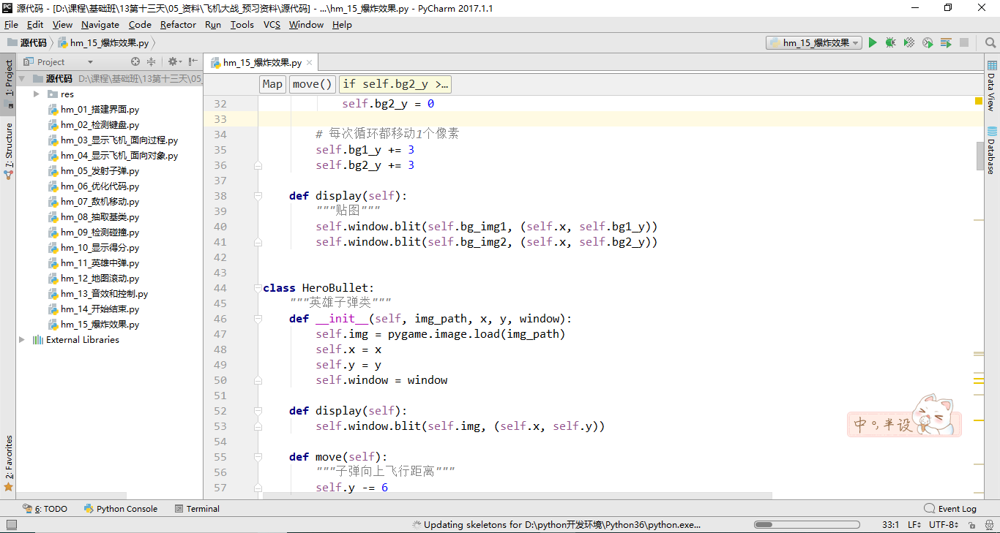 源代码 - [D:\课程\基础班\13第十三天\05_资料\飞机大战_预习资料\源代码] - ...\hm_15_爆炸效果.py - PyCharm 2017.1.1
File Edit View Navigate Code Refactor Run Tools VCS Window Help
源代码 hm_15_爆炸效果.py
hm_15_爆炸效果.py
Project
hm_15_爆炸效果.py
1: Project
7: Structure
2: Favorites
源代码 D:\课程\基础班\13第十三天\05_
res
hm_01_搭建界面.py
hm_02_检测键盘.py
hm_03_显示飞机_面向过程.py
hm_04_显示飞机_面向对象.py
hm_05_发射子弹.py
hm_06_优化代码.py
hm_07_敌机移动.py
hm_08_抽取基类.py
hm_09_检测碰撞.py
hm_10_显示得分.py
hm_11_英雄中弹.py
hm_12_地图滚动.py
hm_13_音效和控制.py
hm_14_开始结束.py
hm_15_爆炸效果.py
External Libraries
Map move() if self.bg2_y >...
32 self.bg2_y = 0
33
34 # 每次循环都移动1个像素
35 self.bg1_y += 3
36 self.bg2_y += 3
37
38 def display(self):
39 """贴图"""
40 self.window.blit(self.bg_img1, (self.x, self.bg1_y))
41 self.window.blit(self.bg_img2, (self.x, self.bg2_y))
42
43
44 class HeroBullet:
45 """英雄子弹类"""
46 def __init__(self, img_path, x, y, window):
47 self.img = pygame.image.load(img_path)
48 self.x = x
49 self.y = y
50 self.window = window
51
52 def display(self):
53 self.window.blit(self.img, (self.x, self.y))
54
55 def move(self):
56 """子弹向上飞行距离"""
57 self.y -= 6
Data View
Database
中 °, 半 设
6: TODO Python Console Terminal Event Log
Updating skeletons for D:\python开发环境\Python36\python.exe... 33:1 LF UTF-8